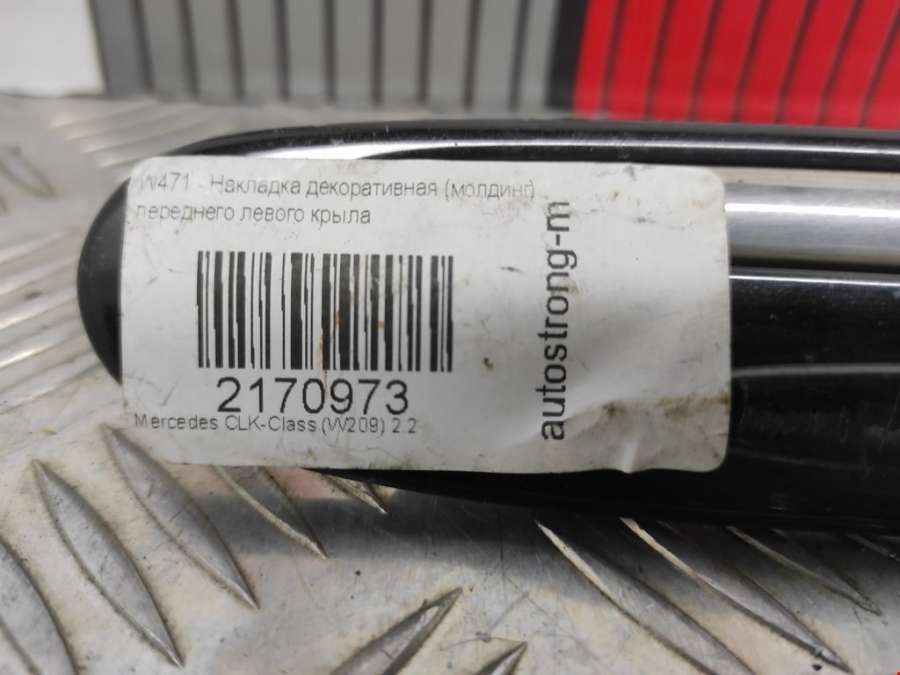 W471 - Накладка декоративная (молдинг)
переднего левого крыла
2170973
Mercedes CLK-Class (W209) 2.2
autostrong-m